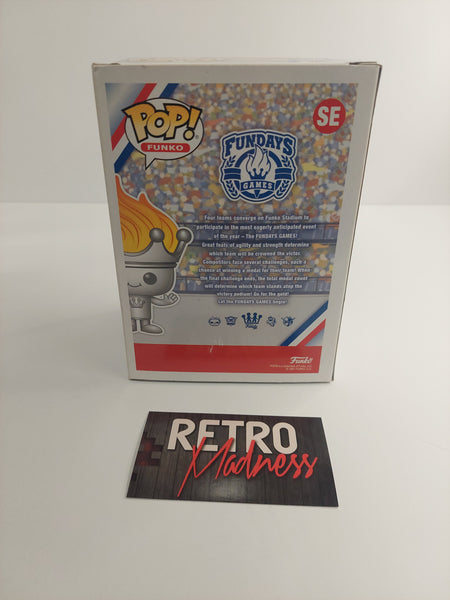 POP!
FUNKO
SE
FUNDAYS
GAMES
Four teams converge on Funko Stadium to
participate in the most eagerly anticipated event
of the year – The FUNDAYS GAMES!
Great feats of agility and strength determine
which team will be crowned the victor.
Competitors face several challenges, each a
chance at winning a medal for their team! When
the final challenge ends, the total medal count
will determine which team stands atop the
victory podium! Go for the gold!
Let the FUNDAYS GAMES begin!
Funko
RETRO
Madness